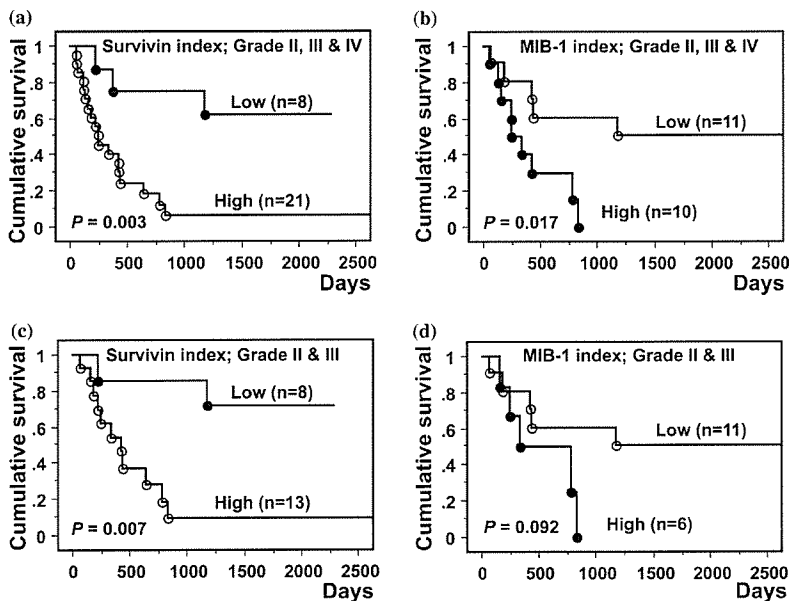 (a)
Survivin index; Grade II, III & IV
Cumulative survival
1
.8
.6
.4
.2
0
Low (n=8)
High (n=21)
P = 0.003
0 500 1000 1500 2000 2500
Days
(b)
MIB-1 index; Grade II, III & IV
Cumulative survival
1
.8
.6
.4
.2
0
Low (n=11)
High (n=10)
P = 0.017
0 500 1000 1500 2000 2500
Days
(c)
Survivin index; Grade II & III
Cumulative survival
1
.8
.6
.4
.2
0
Low (n=8)
High (n=13)
P = 0.007
0 500 1000 1500 2000 2500
Days
(d)
MIB-1 index; Grade II & III
Cumulative survival
1
.8
.6
.4
.2
0
Low (n=11)
High (n=6)
P = 0.092
0 500 1000 1500 2000 2500
Days